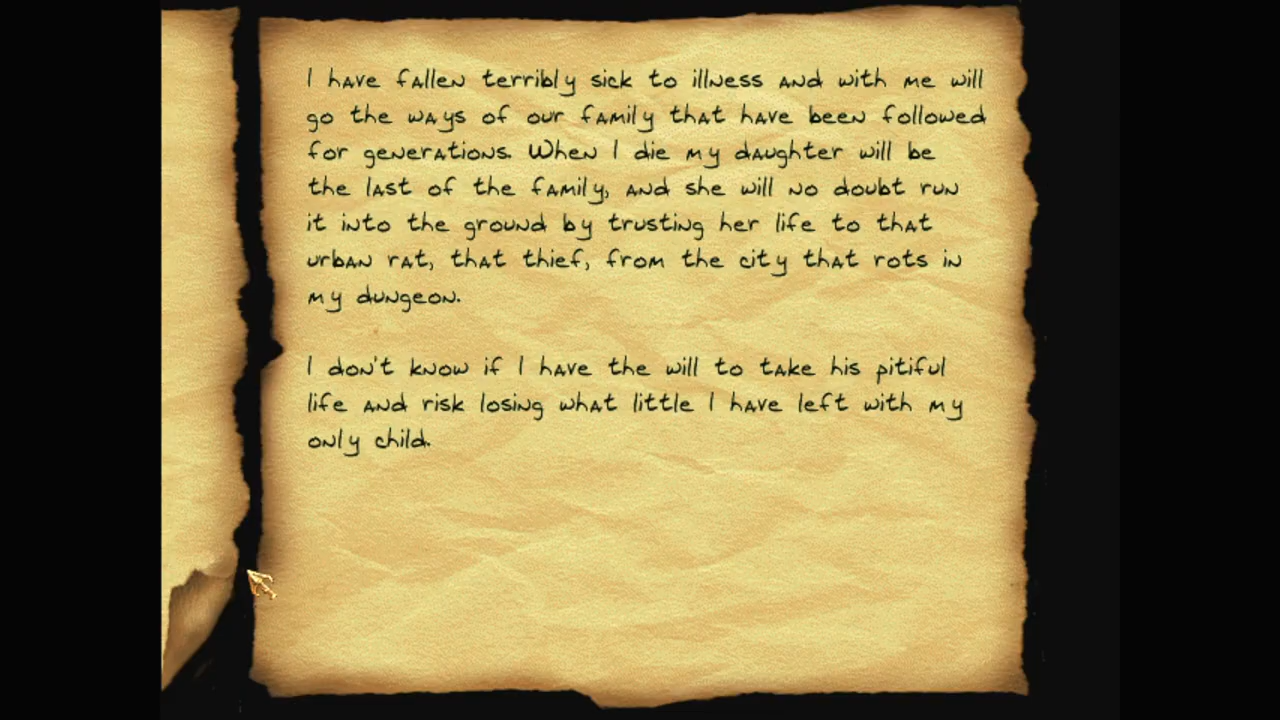 I have fallen terribly sick to illness and with me will
go the ways of our family that have been followed
for generations. When I die my daughter will be
the last of the family, and she will no doubt run
it into the ground by trusting her life to that
urban rat, that thief, from the city that rots in
my dungeon.
I don't know if I have the will to take his pitiful
life and risk losing what little I have left with my
only child.